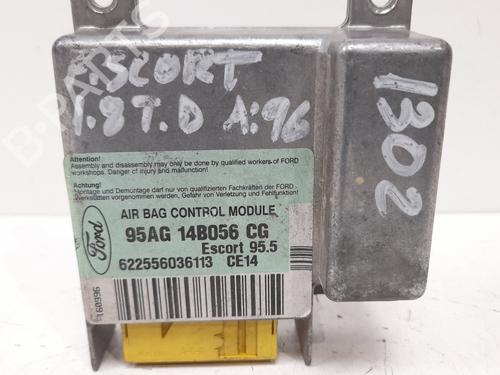 ESCORT
1.8 T.D A:96
1302
Attention!
Assembly and disassembly may only be done by qualified workers of FORD
workshops. Danger of injury and malfunction!
Achtung!
Montage und Demontage darf nur von qualifizierten Fachkräften der FORD
Werkstätten vorgenommen werden. Gefahr von Verletzung und Fehlfunktion!
Ford
AIR BAG CONTROL MODULE
95AG 14B056 CG
Escort 95.5
622556036113 CE14
160996
B-PARTS